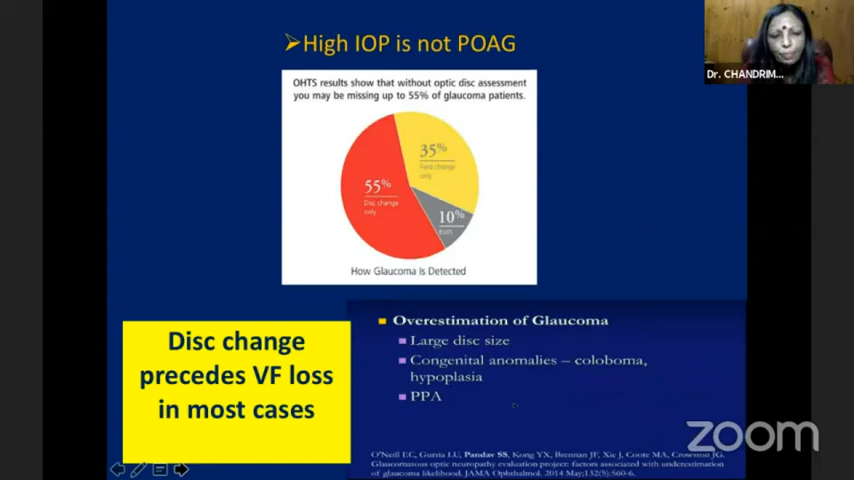 ➢High IOP is not POAG
OHTS results show that without optic disc assessment
you may be missing up to 55% of glaucoma patients.
35%
Field change
only
55%
Disc change
only
10%
Both
How Glaucoma Is Detected
Dr. CHANDRIM...
Disc change
precedes VF loss
in most cases
Overestimation of Glaucoma
Large disc size
Congenital anomalies – coloboma,
hypoplasia
PPA
O'Neill EC, Gurria LU, Pandav SS, Kong YX, Brennan JF, Xie J, Coote MA, Crowston JG.
Glaucomatous optic neuropathy evaluation project: factors associated with underestimation
of glaucoma likelihood. JAMA Ophthalmol. 2014 May;132(5):560-6.
zoom